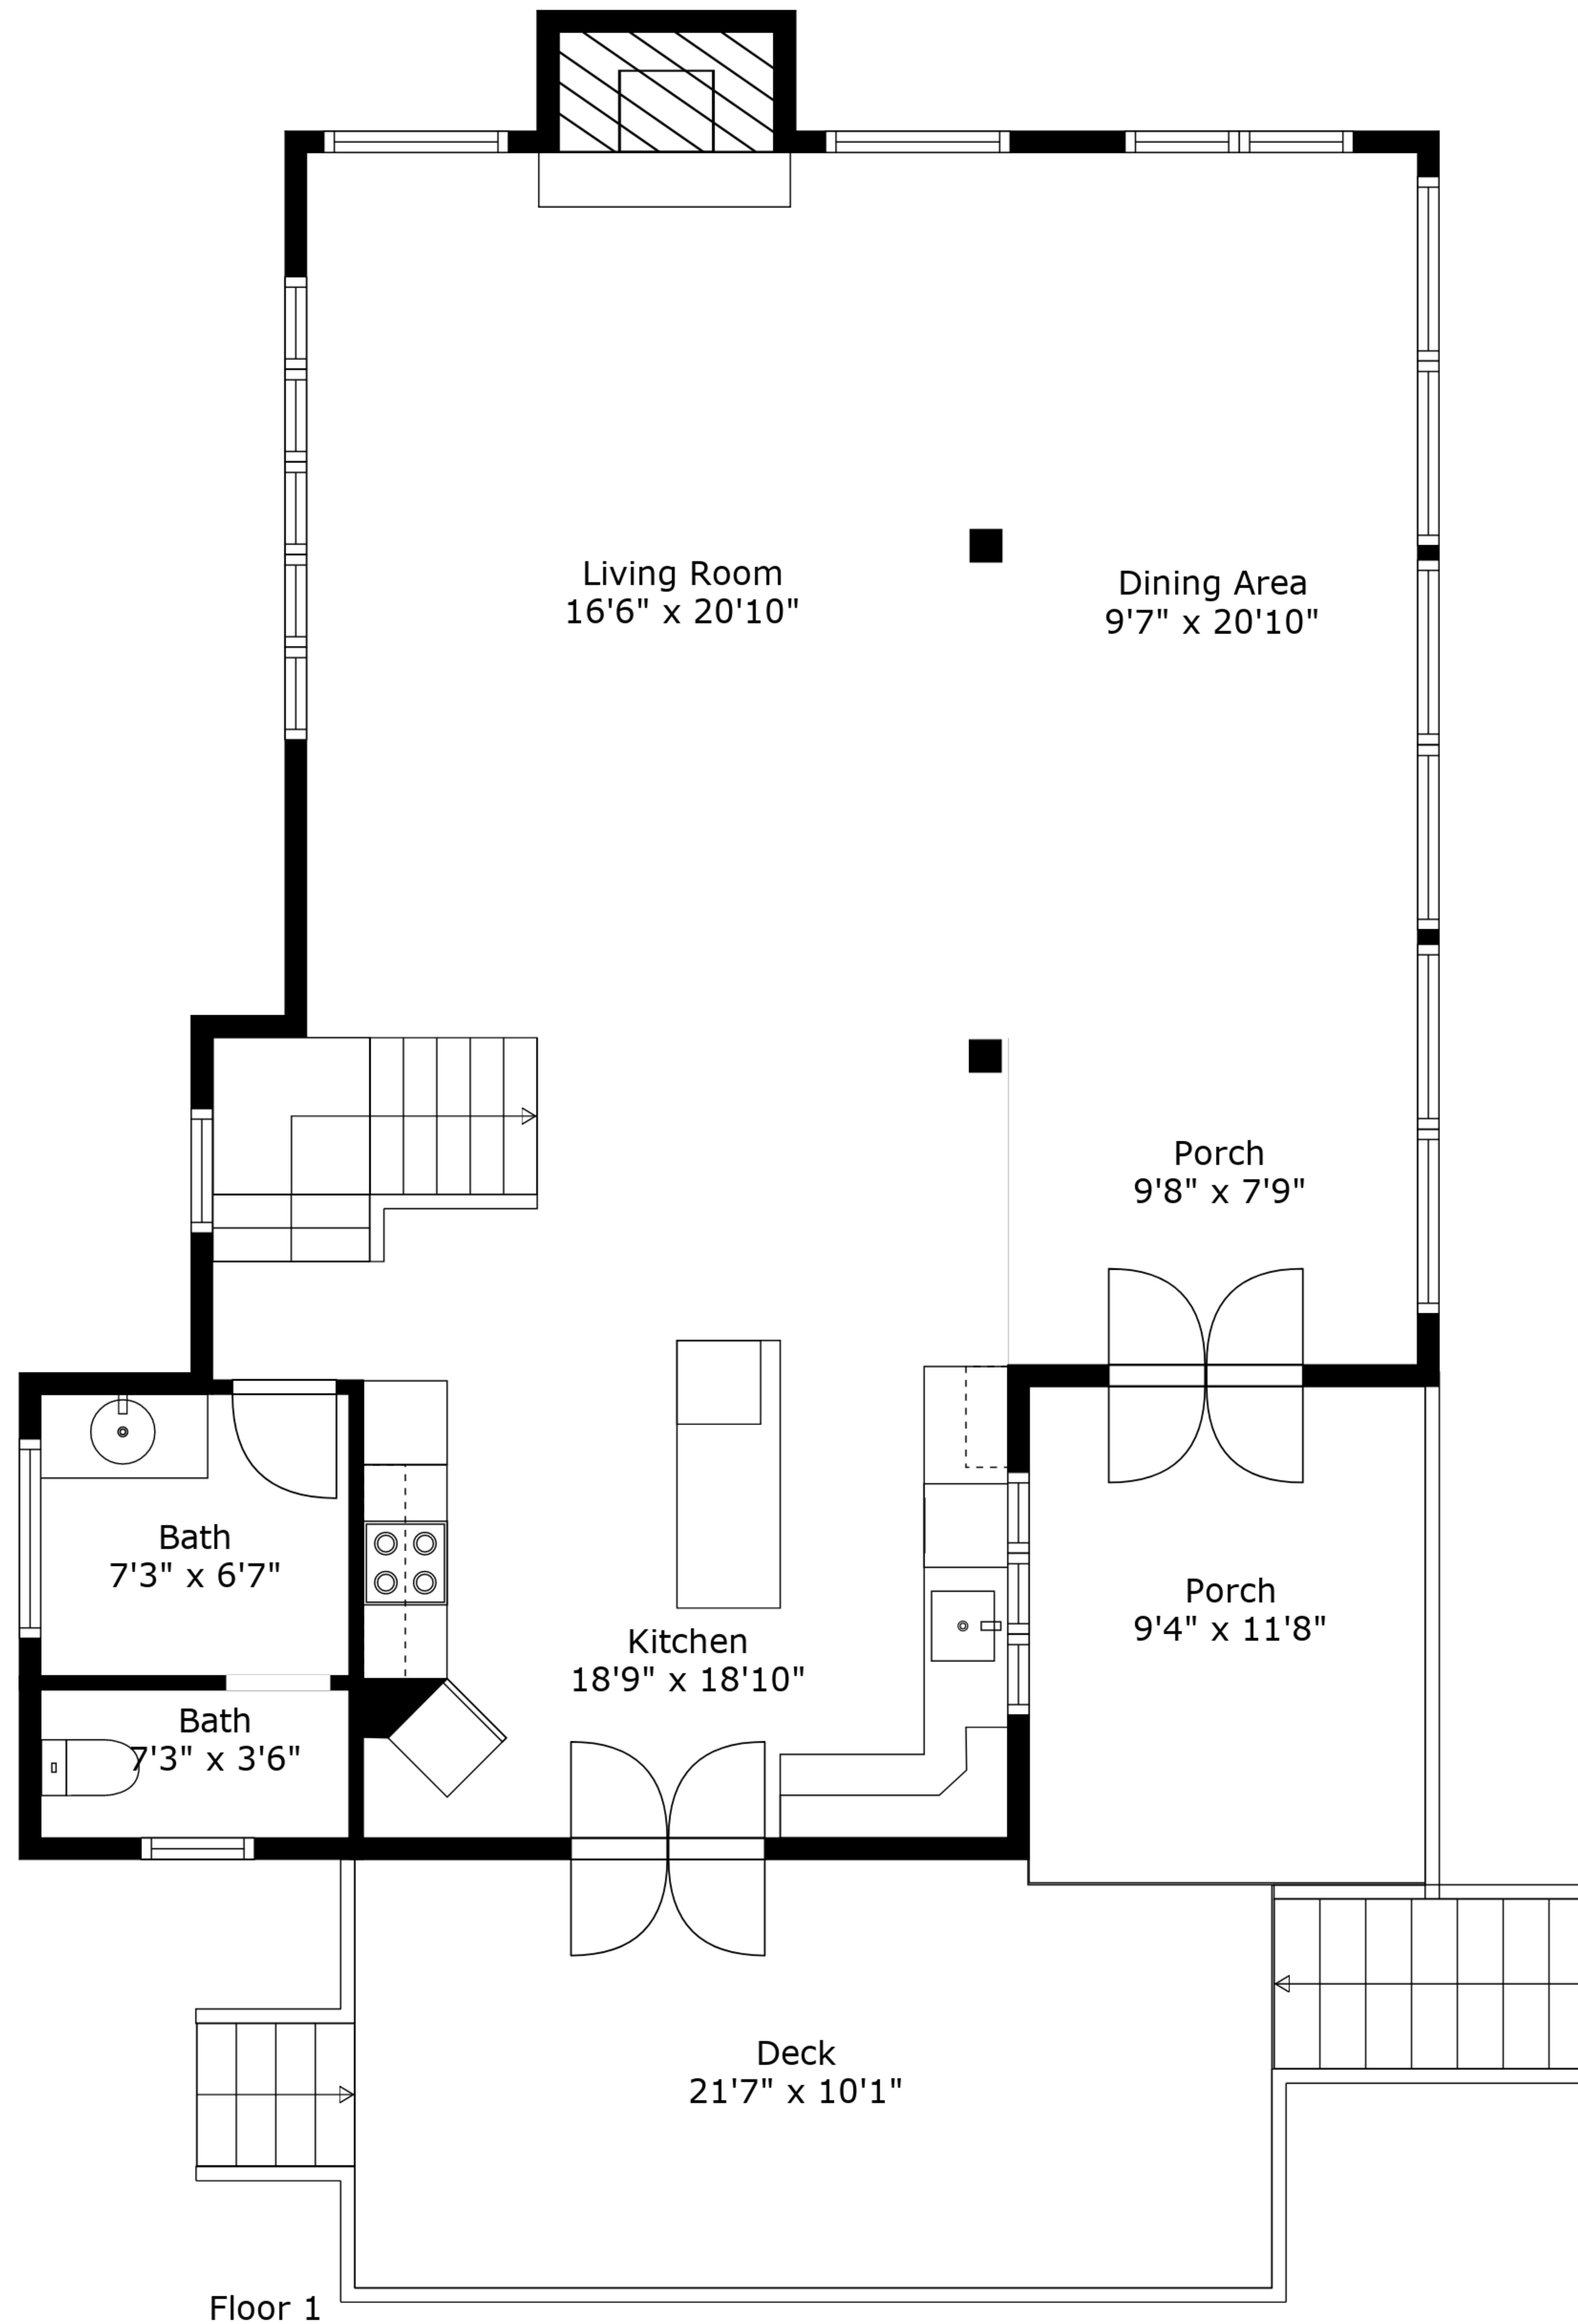 Living Room
16'6" x 20'10"
Dining Area
9'7" x 20'10"
Porch
9'8" x 7'9"
Bath
7'3" x 6'7"
Porch
9'4" x 11'8"
Kitchen
18'9" x 18'10"
Bath
7'3" x 3'6"
Deck
21'7" x 10'1"
Floor 1